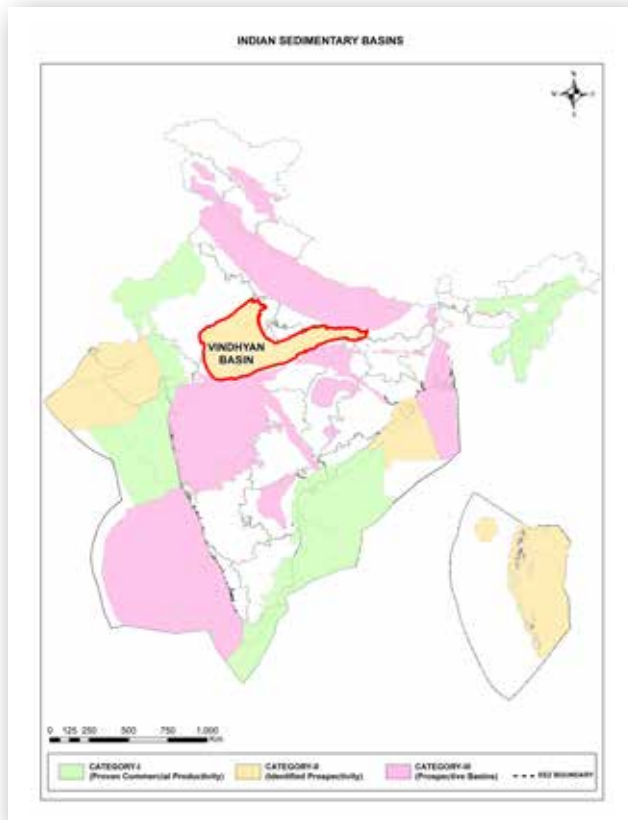 INDIAN SEDIMENTARY BASINS
N
W E
S
VINDHYAN
BASIN
0 125 250 500 750 1,000
Km
CATEGORY-I
(Proven Commercial Productivity)
CATEGORY-II
(Identified Prospectivity)
CATEGORY-III
(Prospective Basins)
EEZ BOUNDARY